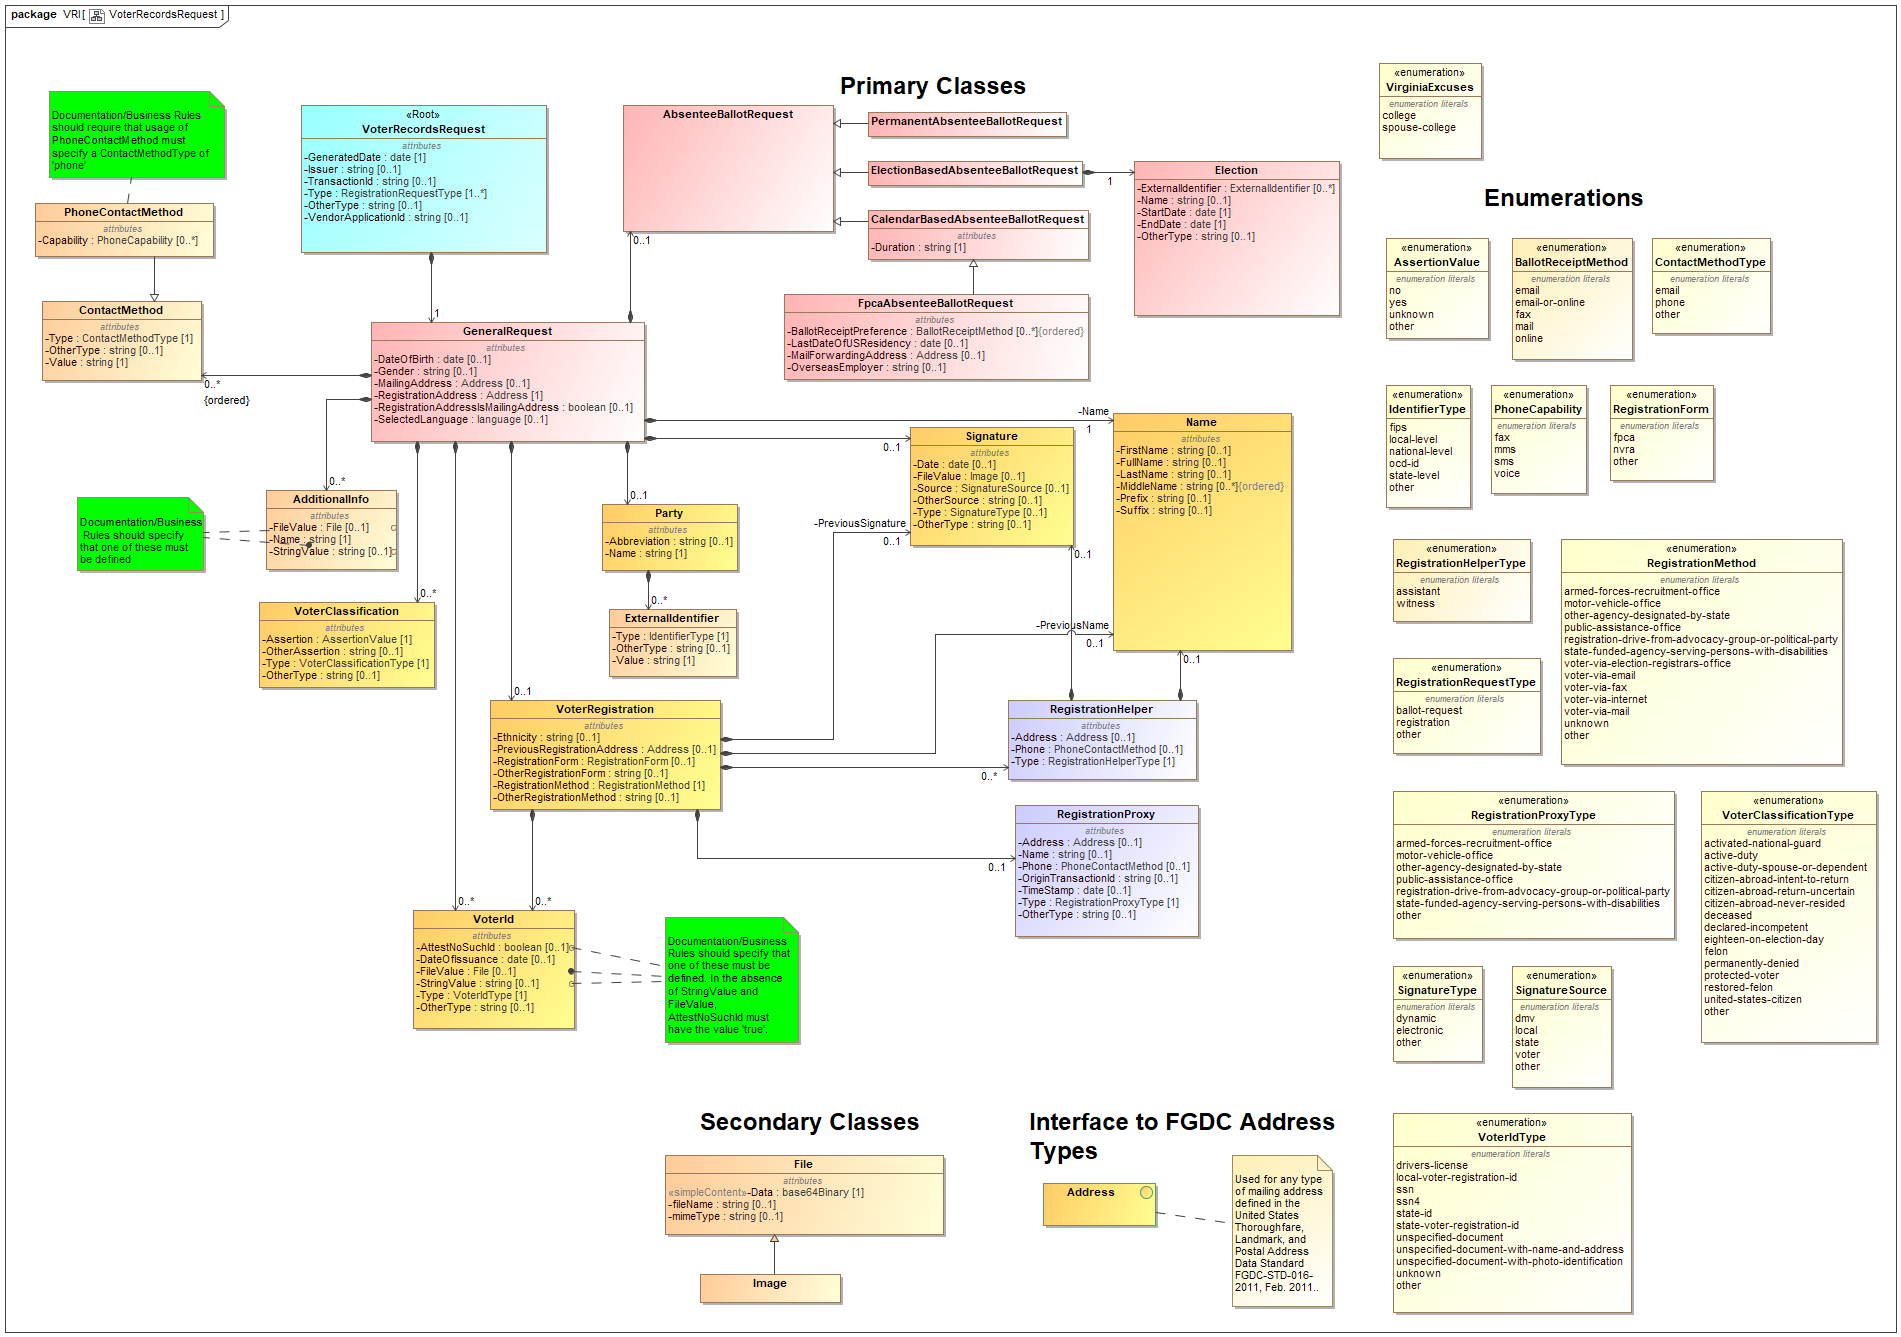 package VRI[ VoterRecordsRequest ]
Primary Classes
Documentation/Business Rules
should require that usage of
PhoneContactMethod must
specify a ContactMethodType of
'phone'
PhoneContactMethod
attributes
-Capability : PhoneCapability [0..*]
ContactMethod
attributes
-Type : ContactMethodType [1]
-OtherType : string [0..1]
-Value : string [1]
0..*
{ordered}
«Root»
VoterRecordsRequest
attributes
-GeneratedDate : date [1]
-Issuer : string [0..1]
-TransactionId : string [0..1]
-Type : RegistrationRequestType [1..*]
-OtherType : string [0..1]
-VendorApplicationId : string [0..1]
1
AbsenteeBallotRequest
0..1
PermanentAbsenteeBallotRequest
ElectionBasedAbsenteeBallotRequest
1
CalendarBasedAbsenteeBallotRequest
attributes
-Duration : string [1]
FpcaAbsenteeBallotRequest
attributes
-BallotReceiptPreference : BallotReceiptMethod [0..*]{ordered}
-LastDateOfUSResidency : date [0..1]
-MailForwardingAddress : Address [0..1]
-OverseasEmployer : string [0..1]
Election
-ExternalIdentifier : ExternalIdentifier [0..*]
-Name : string [0..1]
-StartDate : date [1]
-EndDate : date [1]
-OtherType : string [0..1]
GeneralRequest
attributes
-DateOfBirth : date [0..1]
-Gender : string [0..1]
-MailingAddress : Address [0..1]
-RegistrationAddress : Address [1]
-RegistrationAddressIsMailingAddress : boolean [0..1]
-SelectedLanguage : language [0..1]
-Name
1
0..1
Name
attributes
-FirstName : string [0..1]
-FullName : string [0..1]
-LastName : string [0..1]
-MiddleName : string [0..*]{ordered}
-Prefix : string [0..1]
-Suffix : string [0..1]
Signature
attributes
-Date : date [0..1]
-FileValue : Image [0..1]
-Source : SignatureSource [0..1]
-OtherSource : string [0..1]
-Type : SignatureType [0..1]
-OtherType : string [0..1]
0..*
AdditionalInfo
attributes
-FileValue : File [0..1]
-Name : string [1]
-StringValue : string [0..1]
Documentation/Business
Rules should specify
that one of these must
be defined
0..1
Party
attributes
-Abbreviation : string [0..1]
-Name : string [1]
0..*
ExternalIdentifier
attributes
-Type : IdentifierType [1]
-OtherType : string [0..1]
-Value : string [1]
-PreviousSignature
0..1
0..1
-PreviousName
0..1
0..1
0..*
VoterClassification
attributes
-Assertion : AssertionValue [1]
-OtherAssertion : string [0..1]
-Type : VoterClassificationType [1]
-OtherType : string [0..1]
0..1
VoterRegistration
attributes
-Ethnicity : string [0..1]
-PreviousRegistrationAddress : Address [0..1]
-RegistrationForm : RegistrationForm [0..1]
-OtherRegistrationForm : string [0..1]
-RegistrationMethod : RegistrationMethod [1]
-OtherRegistrationMethod : string [0..1]
0..*
RegistrationHelper
attributes
-Address : Address [0..1]
-Phone : PhoneContactMethod [0..1]
-Type : RegistrationHelperType [1]
0..1
RegistrationProxy
attributes
-Address : Address [0..1]
-Name : string [0..1]
-Phone : PhoneContactMethod [0..1]
-OriginTransactionId : string [0..1]
-TimeStamp : date [0..1]
-Type : RegistrationProxyType [1]
-OtherType : string [0..1]
0..*
0..*
VoterId
attributes
-AttestNoSuchId : boolean [0..1]
-DateOfIssuance : date [0..1]
-FileValue : File [0..1]
-StringValue : string [0..1]
-Type : VoterIdType [1]
-OtherType : string [0..1]
Documentation/Business
Rules should specify that
one of these must be
defined. In the absence
of StringValue and
FileValue,
AttestNoSuchId must
have the value 'true'.
Secondary Classes
File
attributes
«simpleContent»-Data : base64Binary [1]
-fileName : string [0..1]
-mimeType : string [0..1]
Image
Interface to FGDC Address
Types
Address
Used for any type
of mailing address
defined in the
United States
Thoroughfare,
Landmark, and
Postal Address
Data Standard
FGDC-STD-016-
2011, Feb. 2011..
«enumeration»
VirginiaExcuses
enumeration literals
college
spouse-college
Enumerations
«enumeration»
AssertionValue
enumeration literals
no
yes
unknown
other
«enumeration»
BallotReceiptMethod
enumeration literals
email
email-or-online
fax
mail
online
«enumeration»
ContactMethodType
enumeration literals
email
phone
other
«enumeration»
IdentifierType
enumeration literals
fips
local-level
national-level
ocd-id
state-level
other
«enumeration»
PhoneCapability
enumeration literals
fax
mms
sms
voice
«enumeration»
RegistrationForm
enumeration literals
fpca
nvra
other
«enumeration»
RegistrationHelperType
enumeration literals
assistant
witness
«enumeration»
RegistrationMethod
enumeration literals
armed-forces-recruitment-office
motor-vehicle-office
other-agency-designated-by-state
public-assistance-office
registration-drive-from-advocacy-group-or-political-party
state-funded-agency-serving-persons-with-disabilities
voter-via-election-registrars-office
voter-via-email
voter-via-fax
voter-via-internet
voter-via-mail
unknown
other
«enumeration»
RegistrationRequestType
enumeration literals
ballot-request
registration
other
«enumeration»
RegistrationProxyType
enumeration literals
armed-forces-recruitment-office
motor-vehicle-office
other-agency-designated-by-state
public-assistance-office
registration-drive-from-advocacy-group-or-political-party
state-funded-agency-serving-persons-with-disabilities
other
«enumeration»
VoterClassificationType
enumeration literals
activated-national-guard
active-duty
active-duty-spouse-or-dependent
citizen-abroad-intent-to-return
citizen-abroad-return-uncertain
citizen-abroad-never-resided
deceased
declared-incompetent
eighteen-on-election-day
felon
permanently-denied
protected-voter
restored-felon
united-states-citizen
other
«enumeration»
SignatureType
enumeration literals
dynamic
electronic
other
«enumeration»
SignatureSource
enumeration literals
dmv
local
state
voter
other
«enumeration»
VoterIdType
enumeration literals
drivers-license
local-voter-registration-id
ssn
ssn4
state-id
state-voter-registration-id
unspecified-document
unspecified-document-with-name-and-address
unspecified-document-with-photo-identification
unknown
other